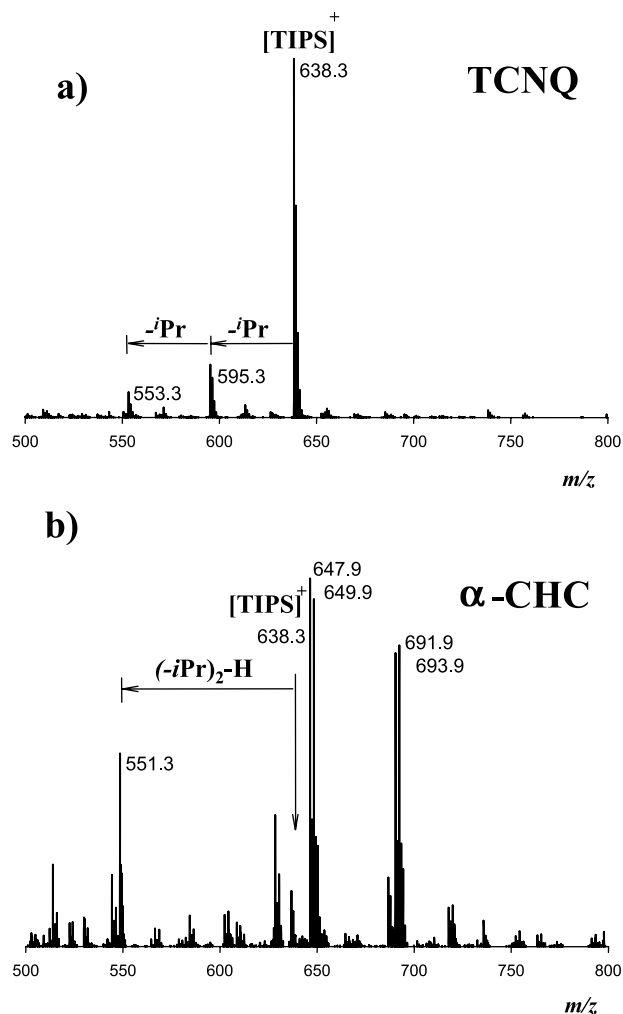 a)
[TIPS]+
638.3
TCNQ
-iPr
-iPr
595.3
553.3
500 550 600 650 700 750 800
m/z
b)
647.9
[TIPS]+
649.9
α-CHC
638.3
691.9
693.9
(-iPr)2-H
551.3
500 550 600 650 700 750 800
m/z